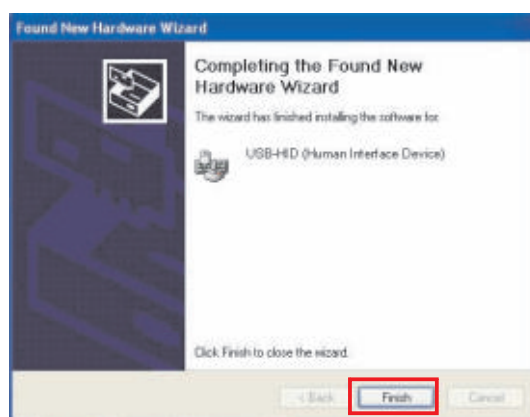 Found New Hardware Wizard
Completing the Found New
Hardware Wizard
The wizard has finished installing the software for:
USB-HID (Human Interface Device)
Click Finish to close the wizard.
< Back
Finish
Cancel